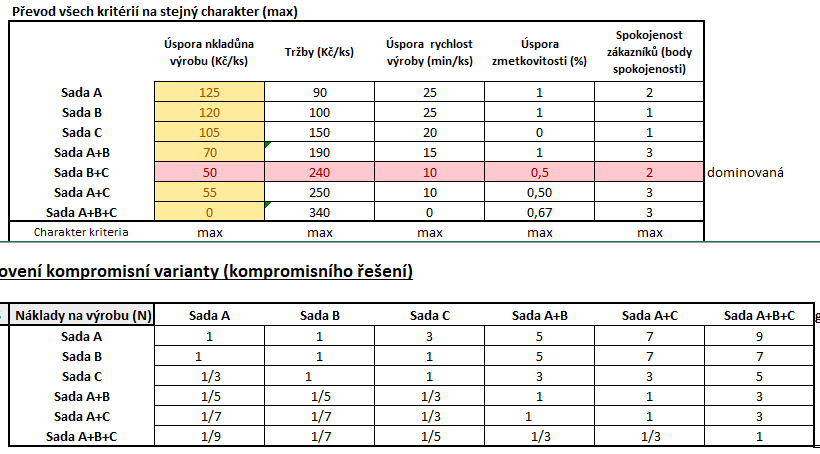 Převod všech kritérií na stejný charakter (max)
Úspora nkladůna výrobu (Kč/ks) Tržby (Kč/ks) Úspora rychlost výroby (min/ks) Úspora zmetkovitosti (%) Spokojenost zákazníků (body spokojenosti)
Sada A 125 90 25 1 2
Sada B 120 100 25 1 1
Sada C 105 150 20 0 1
Sada A+B 70 190 15 1 3
Sada B+C 50 240 10 0,5 2 dominovaná
Sada A+C 55 250 10 0,50 3
Sada A+B+C 0 340 0 0,67 3
Charakter kriteria max max max max max
ovení kompromisní varianty (kompromisního řešení)
Náklady na výrobu (N) Sada A Sada B Sada C Sada A+B Sada A+C Sada A+B+C
Sada A 1 1 3 5 7 9
Sada B 1 1 1 5 7 7
Sada C 1/3 1 1 3 3 5
Sada A+B 1/5 1/5 1/3 1 1 3
Sada A+C 1/7 1/7 1/3 1 1 3
Sada A+B+C 1/9 1/7 1/5 1/3 1/3 1